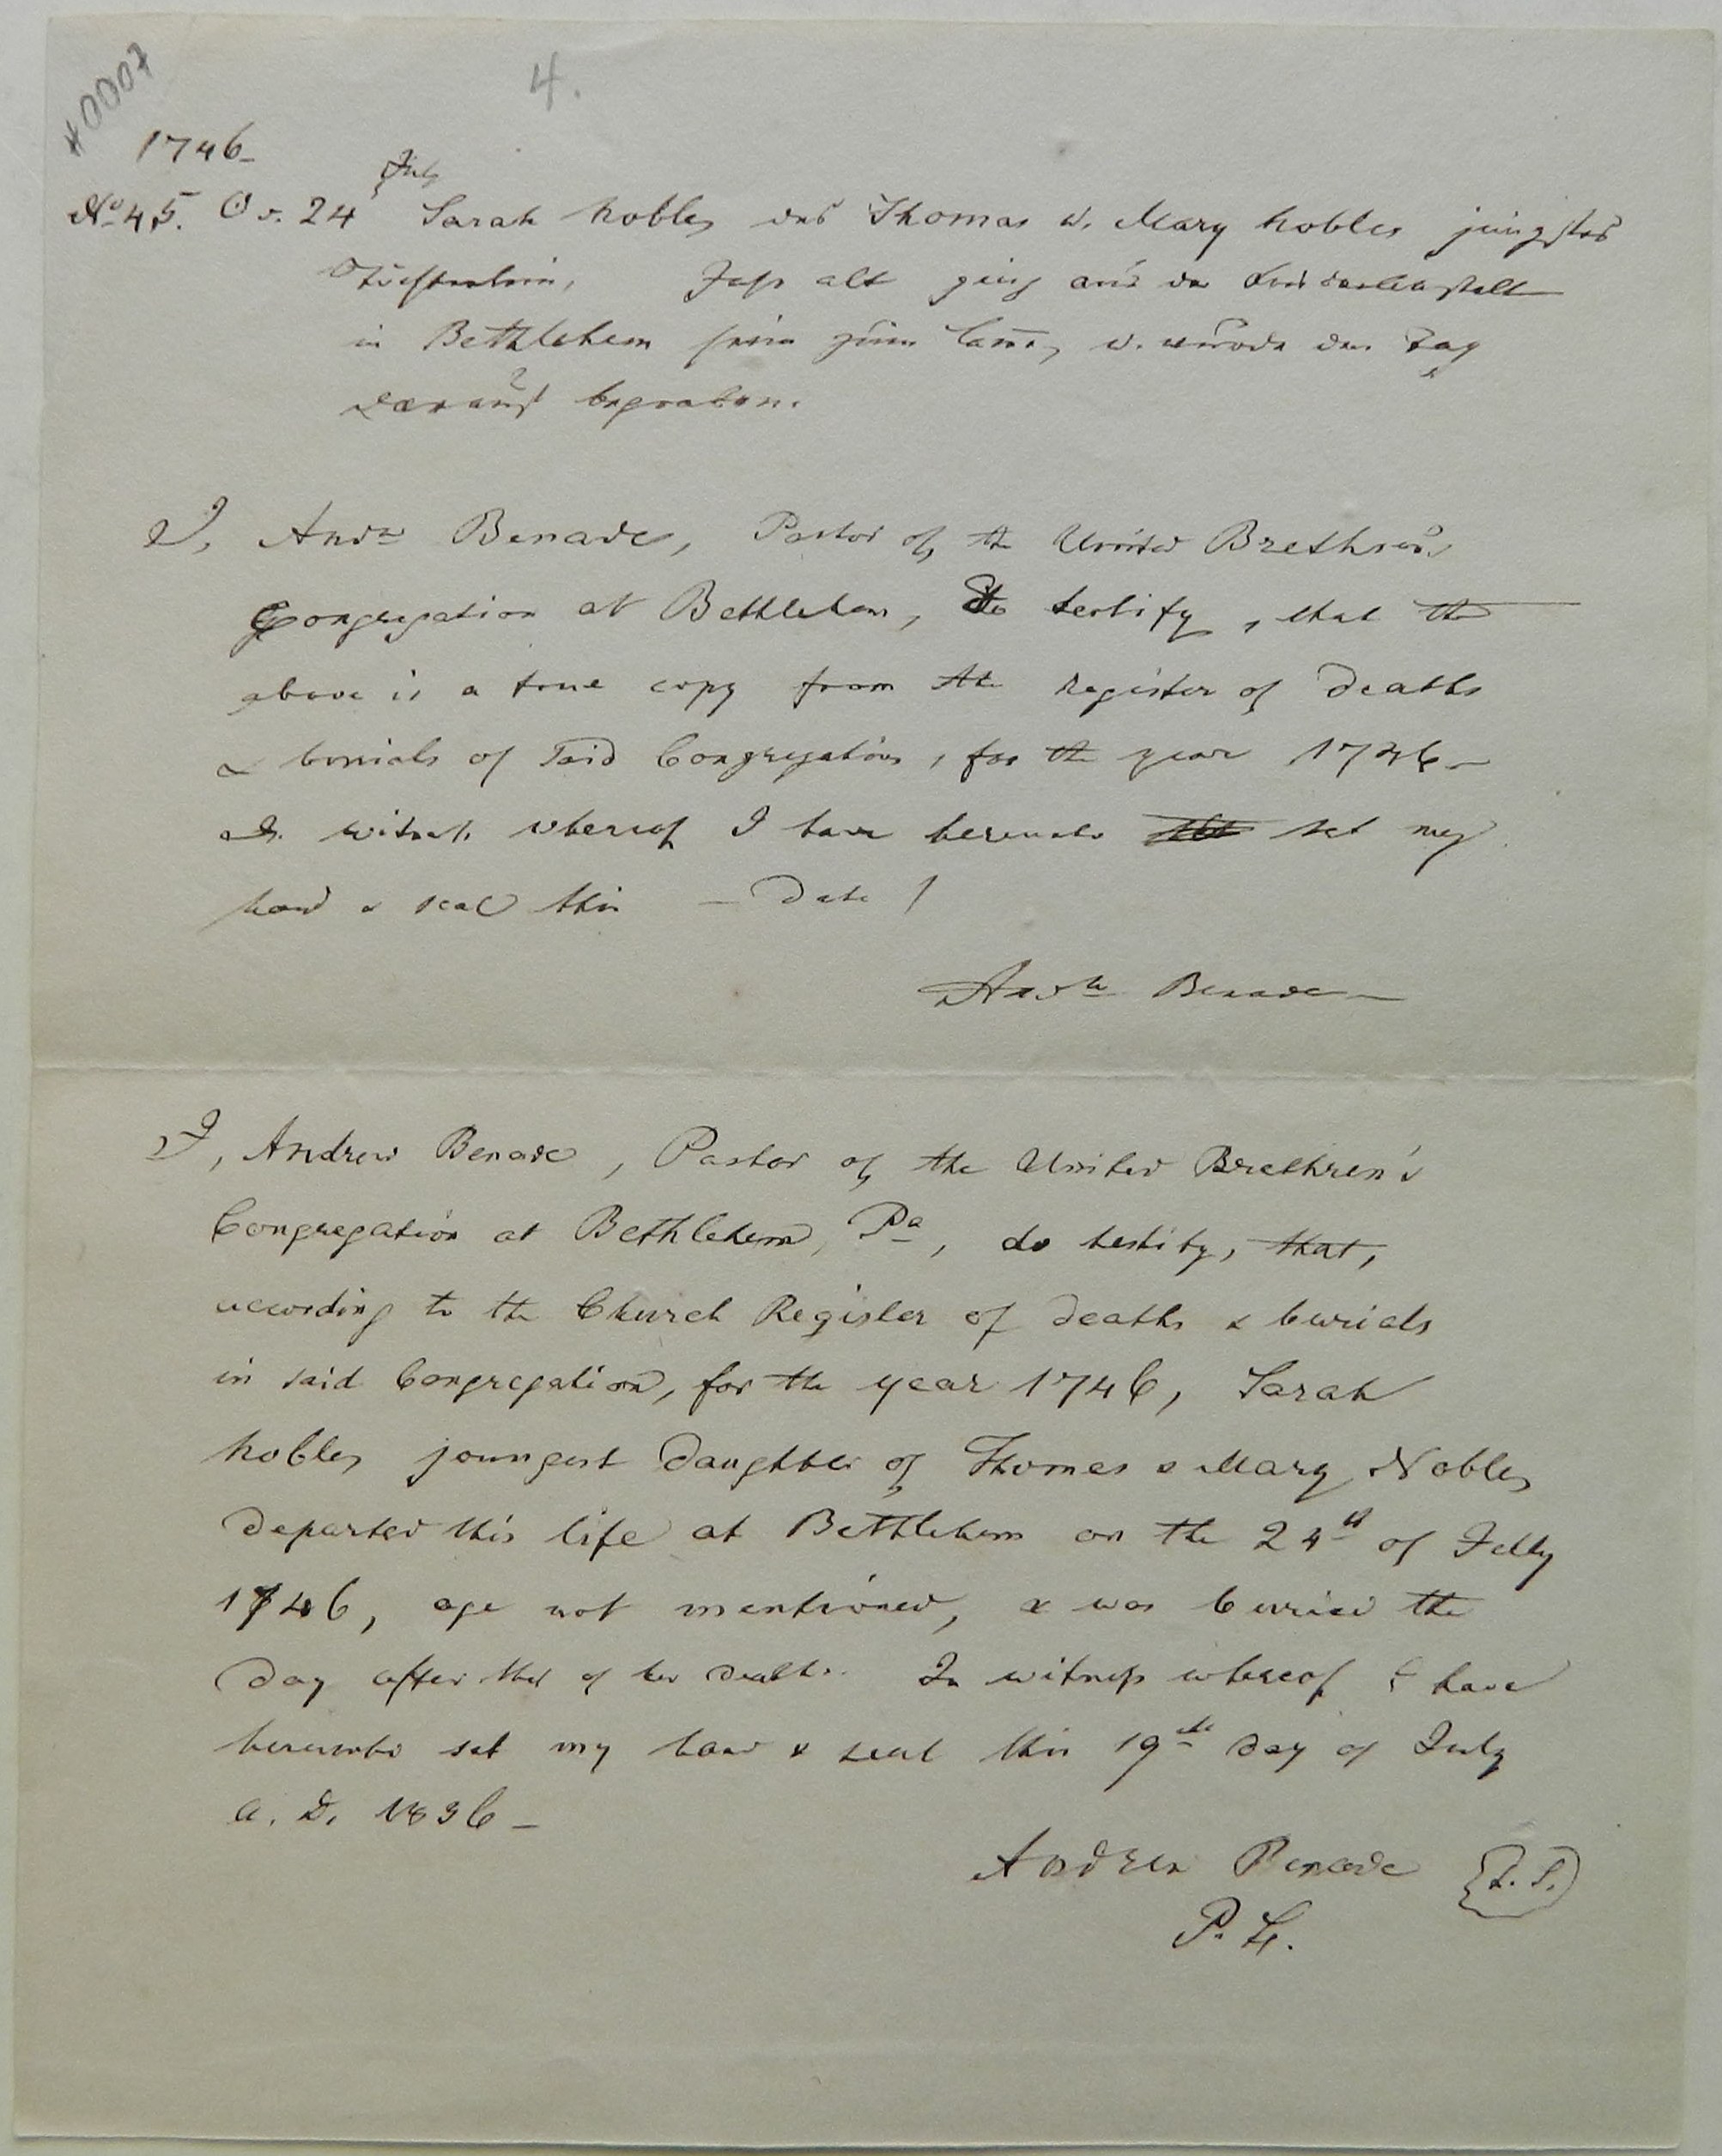 #0007
4.
1746_
July
No 45. O v. 24 Sarah Nobles des Thomas u. Mary Nobles jüngstes
Töchterlein, Jahr alt ging aus der Kinderanstalt
in Bethlehem heim zum Lamm, u. wurde den Tag
darauf begraben.
I, Andw Benade, Pastor of the United Brethren's
Congregation at Bethlehem, do testify, that the
above is a true copy from the register of deaths
& burials of said Congregation, for the year 1746_
In witness whereof I have hereunto set my
hand & seal this _ Date
Andw Benade
I, Andrew Benade, Pastor of the United Brethren's
Congregation at Bethlehem, Pa, do testify, that,
according to the Church Register of deaths & burials
in said Congregation, for the year 1746, Sarah
Nobles youngest daughter of Thomas & Mary Nobles
departed this life at Bethlehem on the 24th of July
1746, age not mentioned, & was buried the
day after that of her death. In witness whereof I have
hereunto set my hand & seal this 19th day of July
A. D. 1836_
Andrew Benade L. S.
P. L.